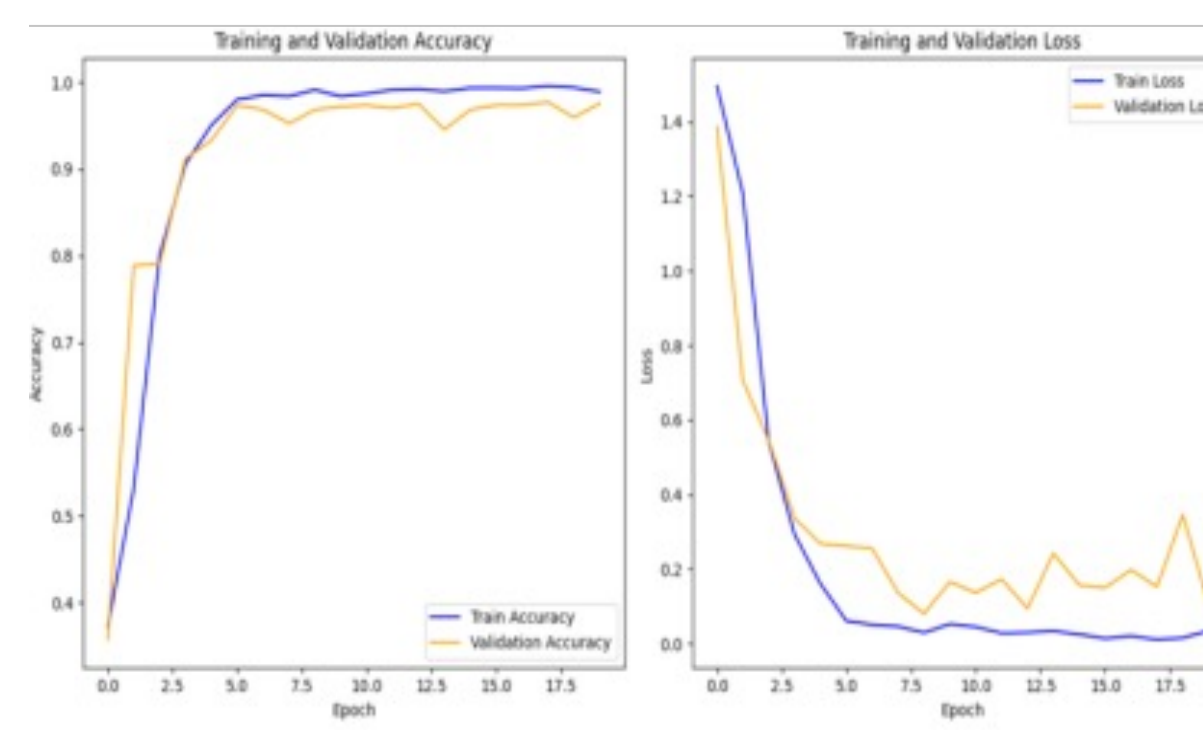 Training and Validation Accuracy
1.0
0.9
0.8
0.7
0.6
0.5
0.4
Accuracy
Train Accuracy
Validation Accuracy
0.0 2.5 5.0 7.5 10.0 12.5 15.0 17.5
Epoch
Training and Validation Loss
Train Loss
Validation Lo
1.4
1.2
1.0
0.8
0.6
0.4
0.2
0.0
Loss
0.0 2.5 5.0 7.5 10.0 12.5 15.0 17.5
Epoch